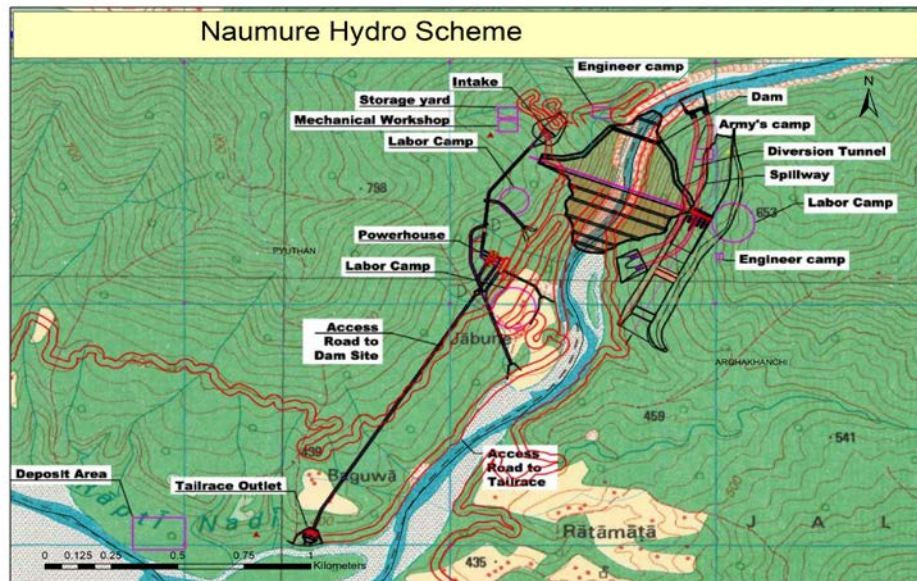 Naumure Hydro Scheme
Engineer camp
Intake
N
Storage yard
Dam
Mechanical Workshop
Army's camp
Labor Camp
Diversion Tunnel
700
798
Spillway
653
Labor Camp
Powerhouse
PYUTHAN
Engineer camp
Labor Camp
Access
Road to
Dam Site
Jābune
ARGHAKHANCHI
459
541
439
Access
Road to
Tailrace
Deposit Area
Baguwā
Tailrace Outlet
500
Rāptī Nadī
Rātāmātā
J A L
435
0 0.125 0.25 0.5 0.75 1
Kilometers